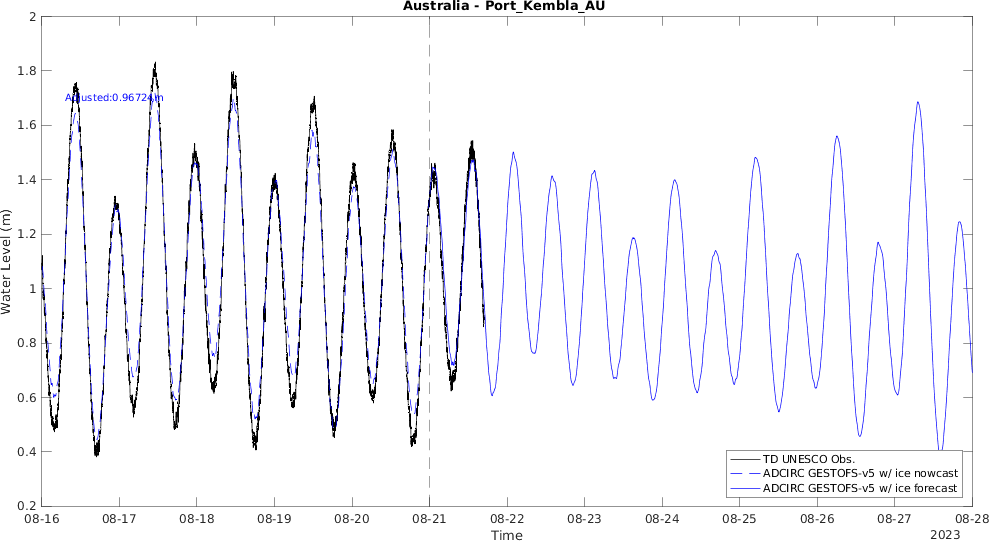 Australia - Port_Kembla_AU
Water Level (m)
2
1.8
1.6
1.4
1.2
1
0.8
0.6
0.4
0.2
Adjusted:0.96724m
TD UNESCO Obs.
ADCIRC GESTOFS-v5 w/ ice nowcast
ADCIRC GESTOFS-v5 w/ ice forecast
08-16 08-17 08-18 08-19 08-20 08-21 08-22 08-23 08-24 08-25 08-26 08-27 08-28
Time
2023